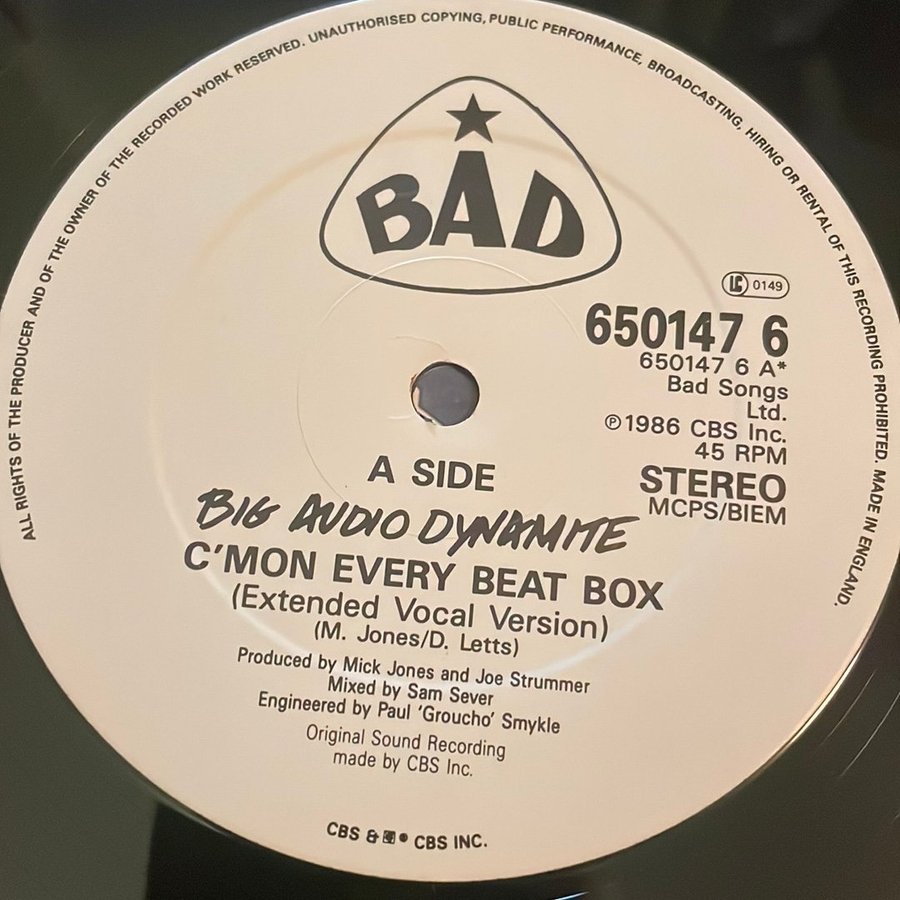 ALL RIGHTS OF THE PRODUCER AND OF THE OWNER OF THE RECORDED WORK RESERVED. UNAUTHORISED COPYING, PUBLIC PERFORMANCE, BROADCASTING, HIRING OR RENTAL OF THIS RECORDING PROHIBITED. MADE IN ENGLAND.
BAD
LC 0149
650147 6
650147 6 A*
Bad Songs
Ltd.
℗1986 CBS Inc.
45 RPM
STEREO
MCPS/BIEM
A SIDE
BIG AUDIO DYNAMITE
C'MON EVERY BEAT BOX
(Extended Vocal Version)
(M. Jones/D. Letts)
Produced by Mick Jones and Joe Strummer
Mixed by Sam Sever
Engineered by Paul 'Groucho' Smykle
Original Sound Recording
made by CBS Inc.
CBS & CBS INC.